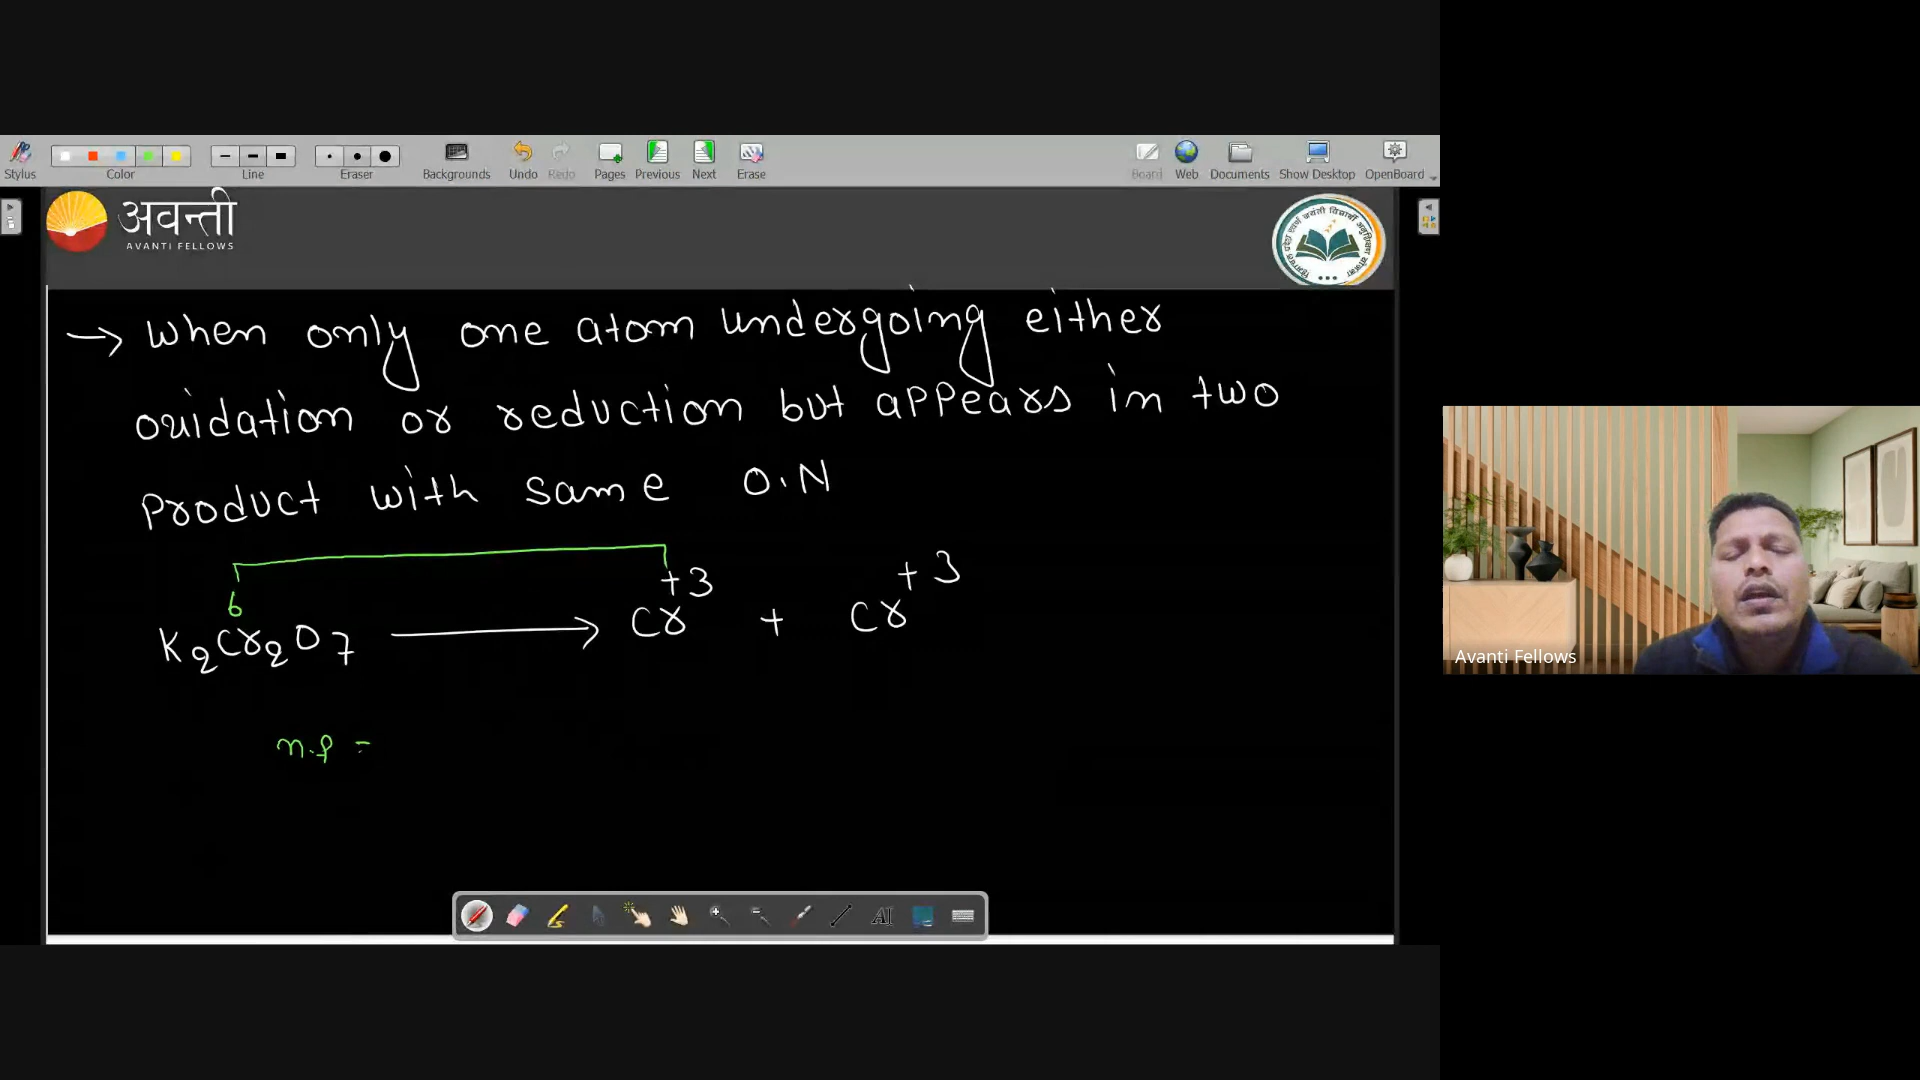 Stylus
Color
Line
Eraser
Backgrounds
Undo
Redo
Pages
Previous
Next
Erase
Board
Web
Documents
Show Desktop
OpenBoard
अवन्ती
AVANTI FELLOWS
→ When only one atom undergoing either
oxidation or reduction but appears in two
product with same O.N
6 +3 +3
K2Cr2O7 → Cr + Cr
n.f =
Avanti Fellows